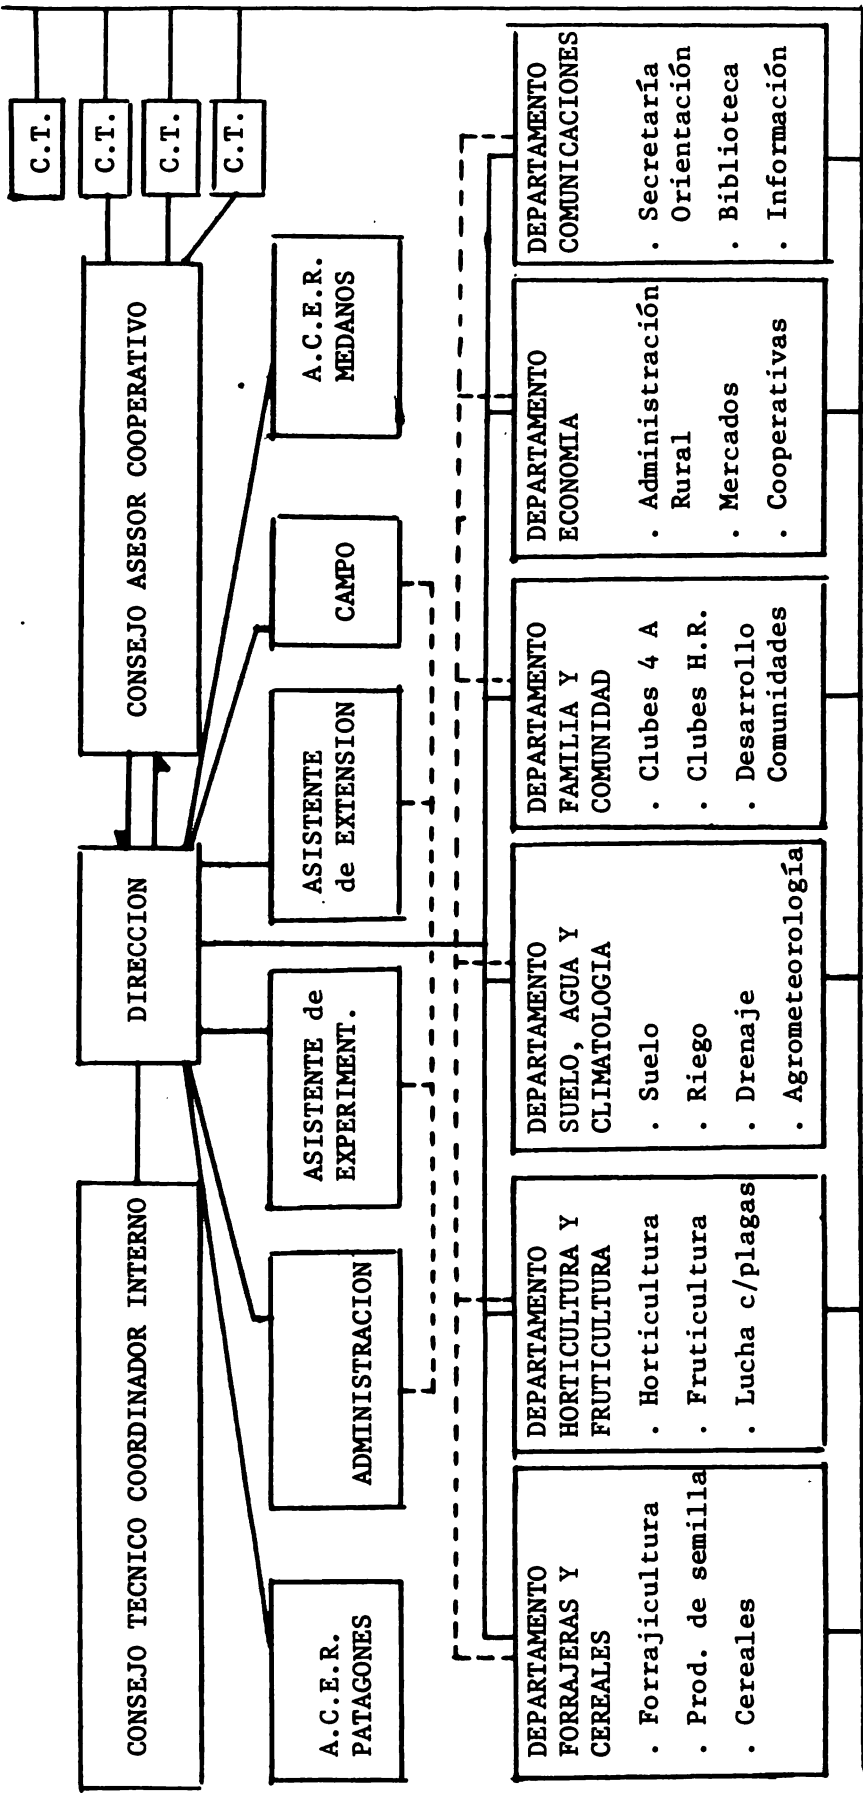 C.T.
C.T.
C.T.
C.T.
CONSEJO TECNICO COORDINADOR INTERNO
DIRECCION
CONSEJO ASESOR COOPERATIVO
A.C.E.R.
PATAGONES
ADMINISTRACION
ASISTENTE de
EXPERIMENT.
ASISTENTE
de EXTENSION
CAMPO
A.C.E.R.
MEDANOS
DEPARTAMENTO
FORRAJERAS Y
CEREALES
. Forrajicultura
. Prod. de semilla
. Cereales
DEPARTAMENTO
HORTICULTURA Y
FRUTICULTURA
. Horticultura
. Fruticultura
. Lucha c/plagas
DEPARTAMENTO
SUELO, AGUA Y
CLIMATOLOGIA
. Suelo
. Riego
. Drenaje
. Agrometeorología
DEPARTAMENTO
FAMILIA Y
COMUNIDAD
. Clubes 4 A
. Clubes H.R.
. Desarrollo
Comunidades
DEPARTAMENTO
ECONOMIA
. Administración
Rural
. Mercados
. Cooperativas
DEPARTAMENTO
COMUNICACIONES
. Secretaría
Orientación
. Biblioteca
. Información